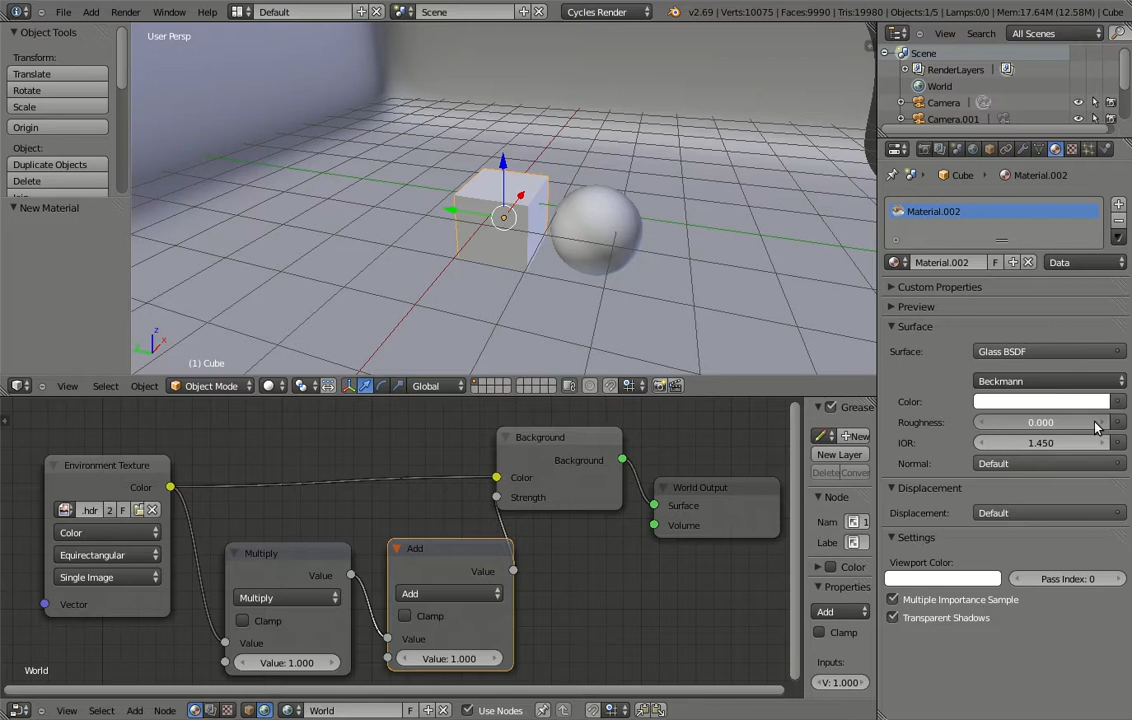 File Add Render Window Help Default Scene Cycles Render v2.69 | Verts:10075 | Faces:9990 | Tris:19980 | Objects:1/5 | Lamps:0/0 | Mem:17.64M (12.58M) | Cube
Object Tools
Transform:
Translate
Rotate
Scale
Origin
Object:
Duplicate Objects
Delete
New Material
User Persp
z
x
(1) Cube
View Select Object Object Mode Global
View Search All Scenes
Scene
RenderLayers
World
Camera
Camera.001
Cube Material.002
Material.002
Material.002 F Data
Custom Properties
Preview
Surface
Surface: Glass BSDF
Beckmann
Color:
Roughness: 0.000
IOR: 1.450
Normal: Default
Displacement
Displacement: Default
Settings
Viewport Color: Pass Index: 0
Multiple Importance Sample
Transparent Shadows
Environment Texture
Color
.hdr 2 F
Color
Equirectangular
Single Image
Vector
Multiply
Value
Multiply
Clamp
Value
Value: 1.000
Add
Value
Add
Clamp
Value
Value: 1.000
Background
Background
Color
Strength
World Output
Surface
Volume
World
Grease
New
New Layer
Delete Conver
Node
Nam 1
Labe
Color
Properties
Add
Clamp
Inputs:
V: 1.000
View Select Add Node World F Use Nodes